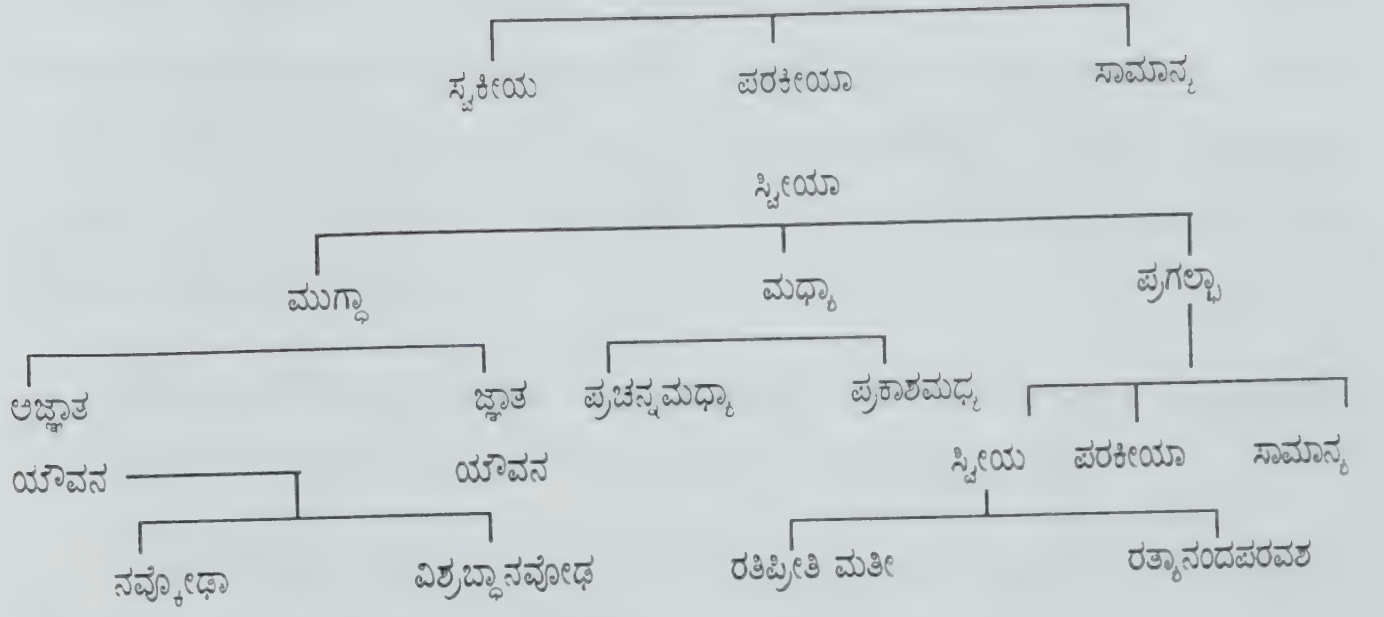 ಸ್ವಕೀಯ ಪರಕೀಯಾ ಸಾಮಾನ್ಯ
ಸ್ವೀಯಾ
ಮುಗ್ಧಾ ಮಧ್ಯಾ ಪ್ರಗಲ್ಭಾ
ಅಜ್ಞಾತ ಜ್ಞಾತ ಪ್ರಚನ್ನಮಧ್ಯಾ ಪ್ರಕಾಶಮಧ್ಯ
ಯೌವನ ಯೌವನ ಸ್ವೀಯ ಪರಕೀಯಾ ಸಾಮಾನ್ಯ
ನವ್ಕೋಢಾ ವಿಶ್ರಬ್ಧಾನವೋಢ ರತಿಪ್ರೀತಿ ಮತೀ ರತ್ಯಾನಂದಪರವಶ